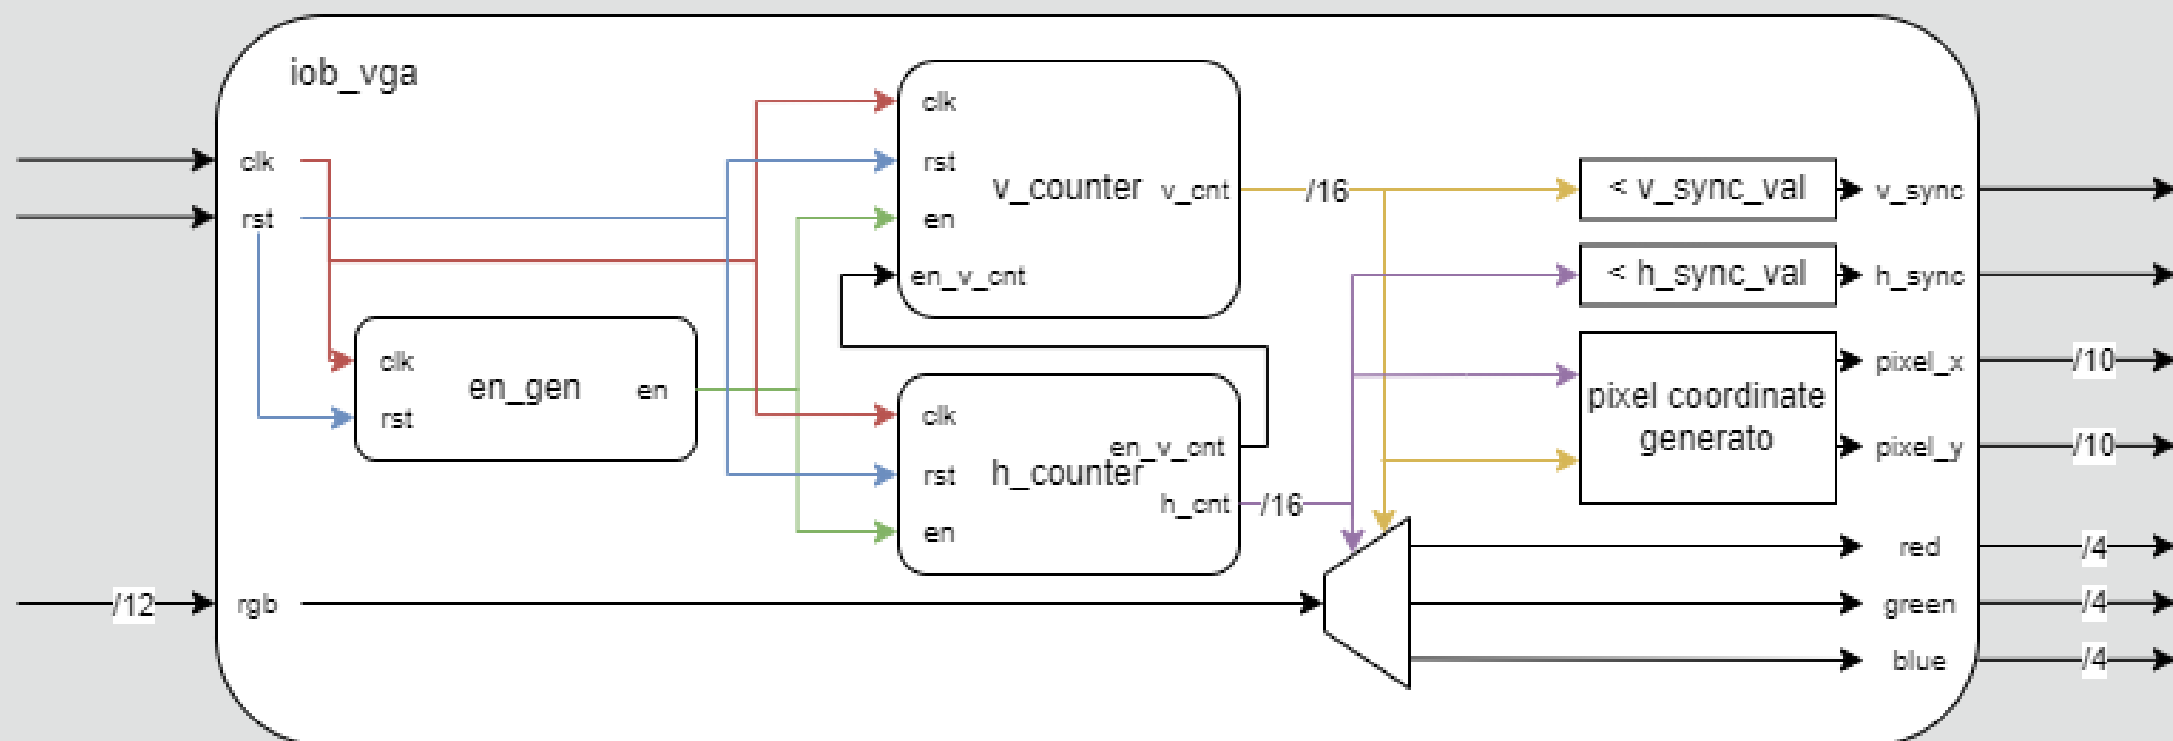 iob_vga
clk
rst
/12
rgb
clk
rst
en_gen
en
clk
rst
en
en_v_cnt
v_counter
v_cnt
/16
clk
rst
en
h_counter
en_v_cnt
h_cnt
/16
< v_sync_val
< h_sync_val
pixel coordinate
generato
v_sync
h_sync
pixel_x
/10
pixel_y
/10
red
/4
green
/4
blue
/4